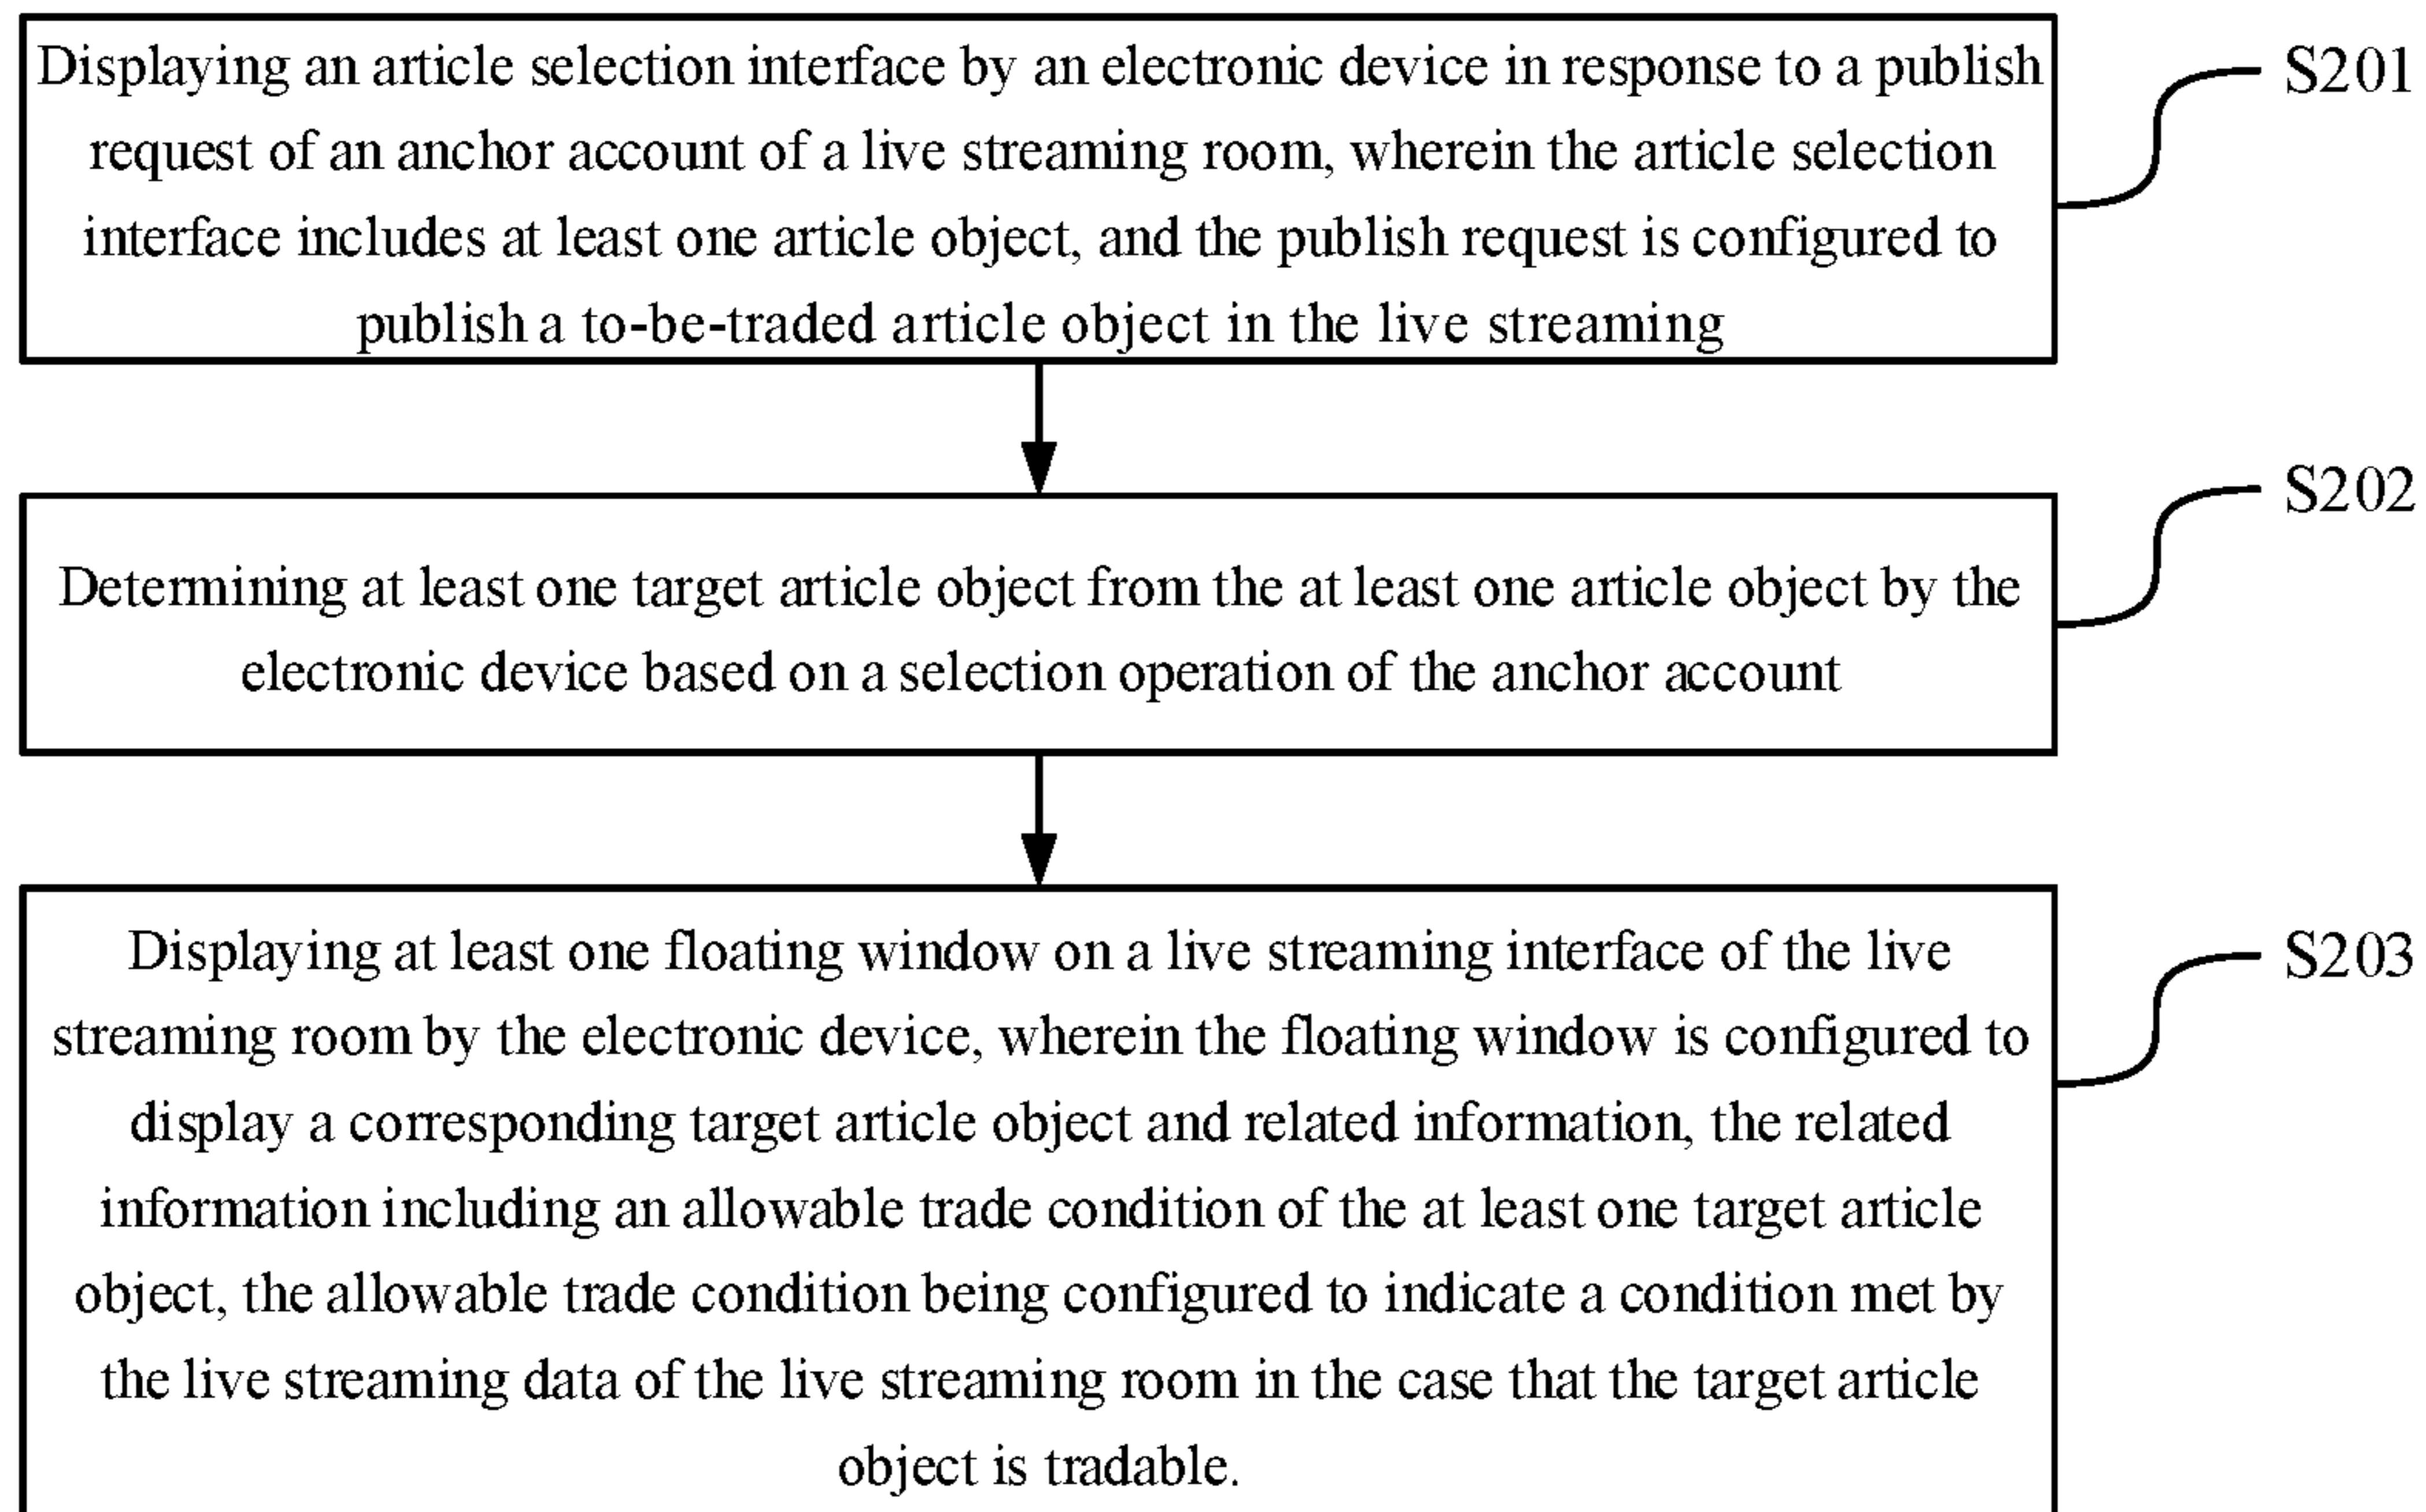 Displaying an article selection interface by an electronic device in response to a publish
request of an anchor account of a live streaming room, wherein the article selection
interface includes at least one article object, and the publish request is configured to
publish a to-be-traded article object in the live streaming
S201
Determining at least one target article object from the at least one article object by the
electronic device based on a selection operation of the anchor account
S202
Displaying at least one floating window on a live streaming interface of the live
streaming room by the electronic device, wherein the floating window is configured to
display a corresponding target article object and related information, the related
information including an allowable trade condition of the at least one target article
object, the allowable trade condition being configured to indicate a condition met by
the live streaming data of the live streaming room in the case that the target article
object is tradable.
S203